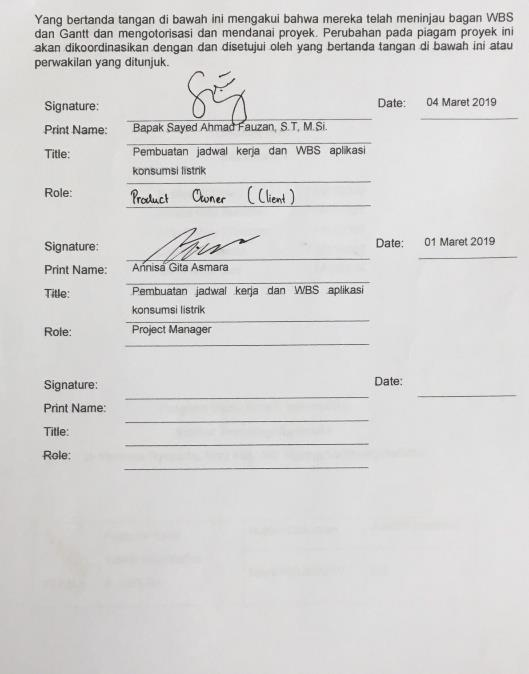 Yang bertanda tangan di bawah ini mengakui bahwa mereka telah meninjau bagan WBS
dan Gantt dan mengotorisasi dan mendanai proyek. Perubahan pada piagam proyek ini
akan dikoordinasikan dengan dan disetujui oleh yang bertanda tangan di bawah ini atau
perwakilan yang ditunjuk.
Signature: Date: 04 Maret 2019
Print Name: Bapak Sayed Ahmad Fauzan, S.T, M.Si.
Title: Pembuatan jadwal kerja dan WBS aplikasi
konsumsi listrik
Role: Product Owner (Client)
Signature: Date: 01 Maret 2019
Print Name: Annisa Gita Asmara
Title: Pembuatan jadwal kerja dan WBS aplikasi
konsumsi listrik
Role: Project Manager
Signature: Date:
Print Name:
Title:
Role: